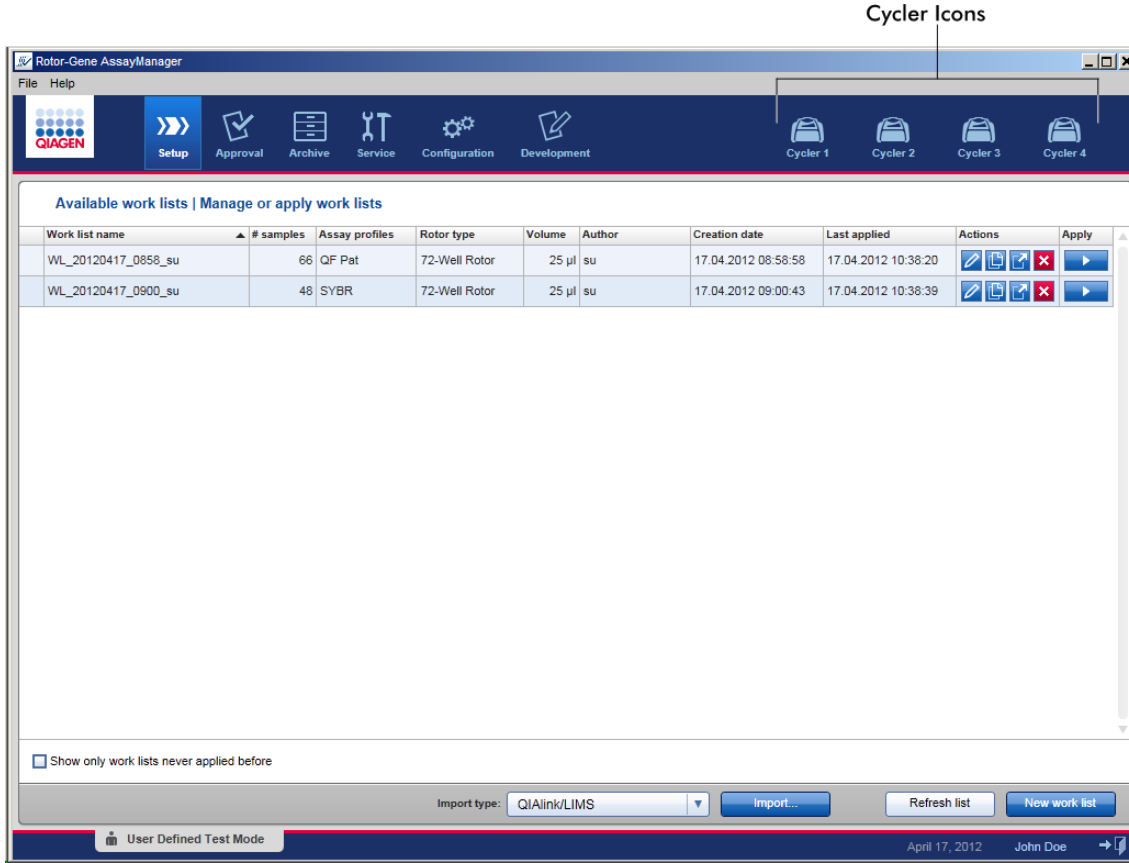 Cycler Icons
Rotor-Gene AssayManager
File Help
QIAGEN
Setup Approval Archive Service Configuration Development Cycler 1 Cycler 2 Cycler 3 Cycler 4
Available work lists | Manage or apply work lists
Work list name # samples Assay profiles Rotor type Volume Author Creation date Last applied Actions Apply
WL_20120417_0858_su 66 QF Pat 72-Well Rotor 25 µl su 17.04.2012 08:58:58 17.04.2012 10:38:20
WL_20120417_0900_su 48 SYBR 72-Well Rotor 25 µl su 17.04.2012 09:00:43 17.04.2012 10:38:39
Show only work lists never applied before
Import type: QIAlink/LIMS Import... Refresh list New work list
User Defined Test Mode
April 17, 2012 John Doe